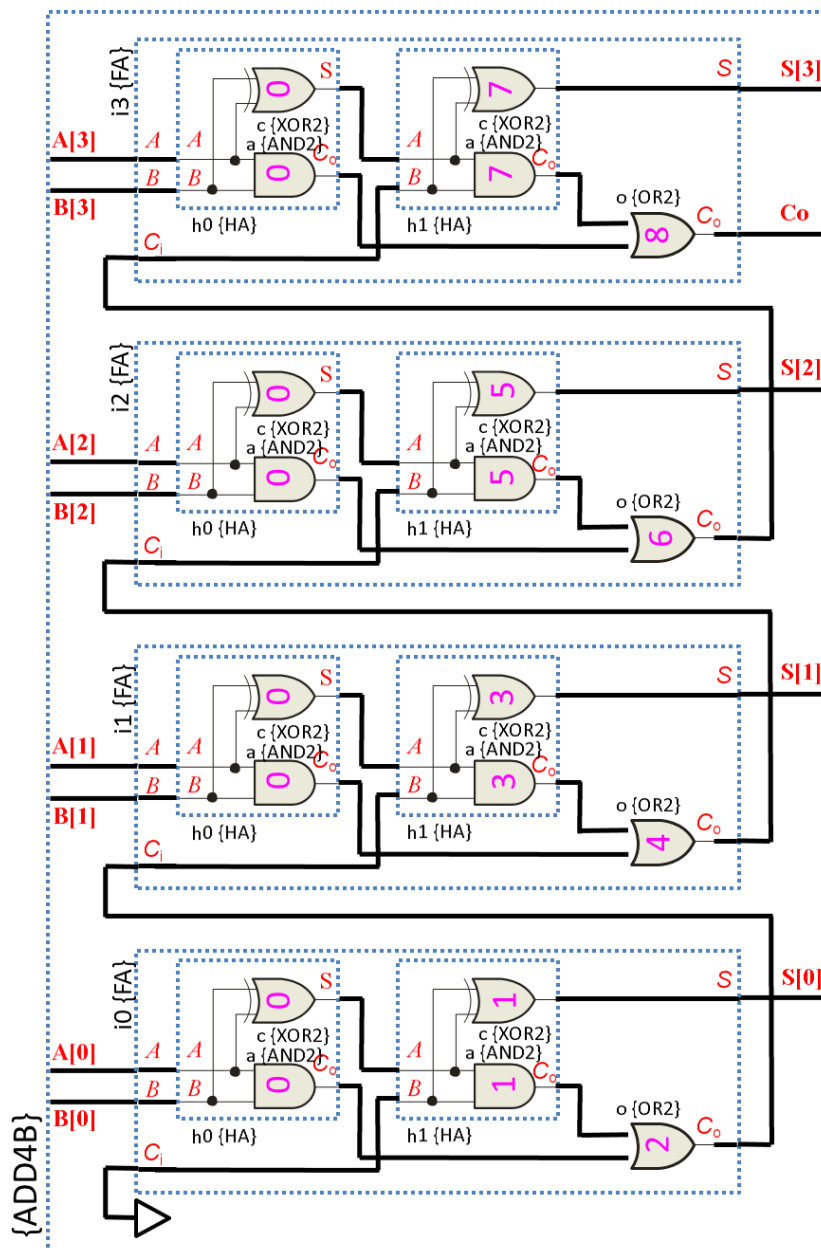 i3 {FA}
S
S
S[3]
0
7
c {XOR2}
c {XOR2}
A[3]
A
A
a {AND2}
Co
A
a {AND2}
Co
B
B
0
B
7
B[3]
o {OR2}
h0 {HA}
h1 {HA}
Co
Co
Ci
8
i2 {FA}
S
S
S[2]
0
5
c {XOR2}
c {XOR2}
A[2]
A
A
a {AND2}
Co
A
a {AND2}
Co
B
B
0
B
5
B[2]
o {OR2}
h0 {HA}
h1 {HA}
Co
Ci
6
i1 {FA}
S
S
S[1]
0
3
c {XOR2}
c {XOR2}
A[1]
A
A
a {AND2}
Co
A
a {AND2}
Co
B
B
0
B
3
B[1]
o {OR2}
h0 {HA}
h1 {HA}
Co
Ci
4
i0 {FA}
S
S
S[0]
0
1
c {XOR2}
c {XOR2}
A[0]
A
A
a {AND2}
Co
A
a {AND2}
Co
B
B
0
B
1
B[0]
o {OR2}
h0 {HA}
h1 {HA}
Co
Ci
2
{ADD4B}